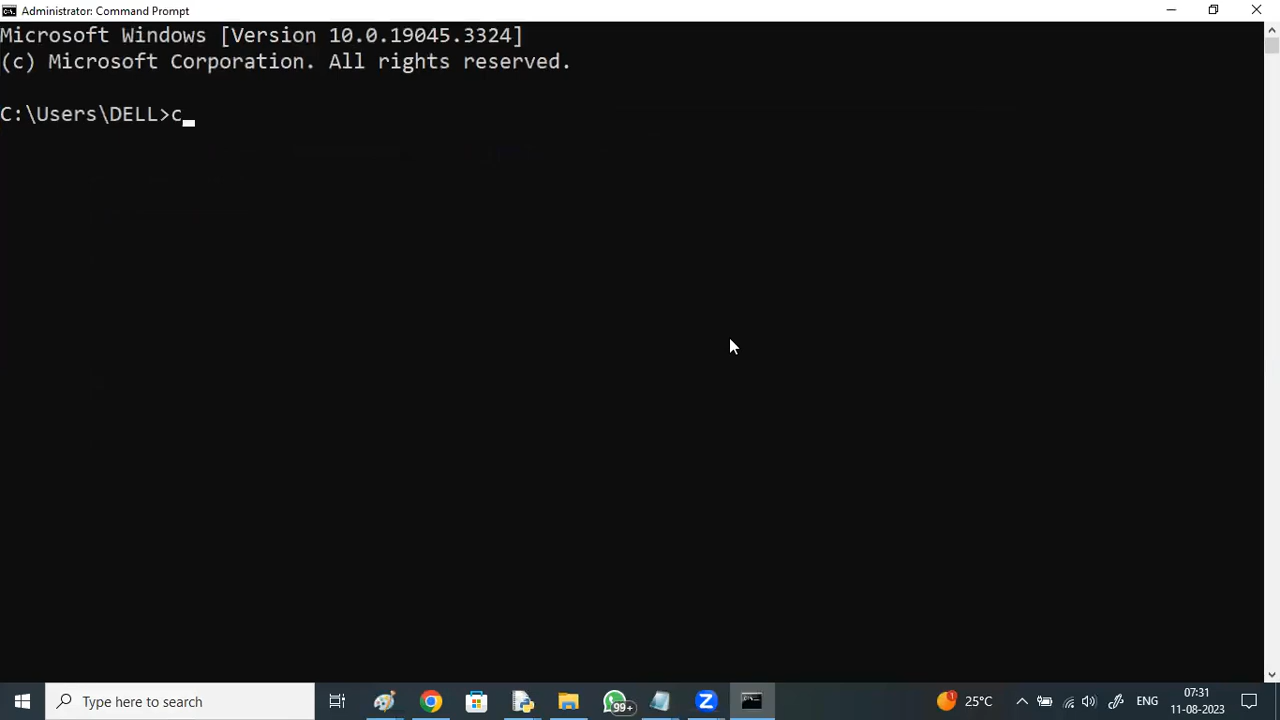 Administrator: Command Prompt
Microsoft Windows [Version 10.0.19045.3324]
(c) Microsoft Corporation. All rights reserved.
C:\Users\DELL>c
Type here to search
99+
1
25°C
ENG
07:31
11-08-2023